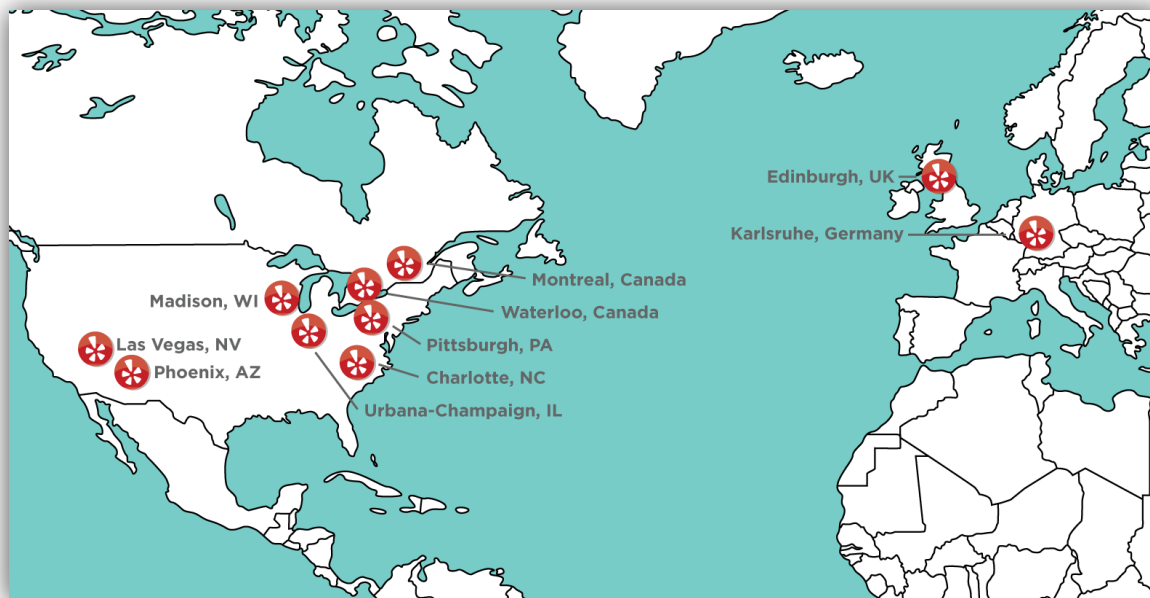 Edinburgh, UK
Karlsruhe, Germany
Montreal, Canada
Madison, WI
Waterloo, Canada
Las Vegas, NV
Pittsburgh, PA
Phoenix, AZ
Charlotte, NC
Urbana-Champaign, IL